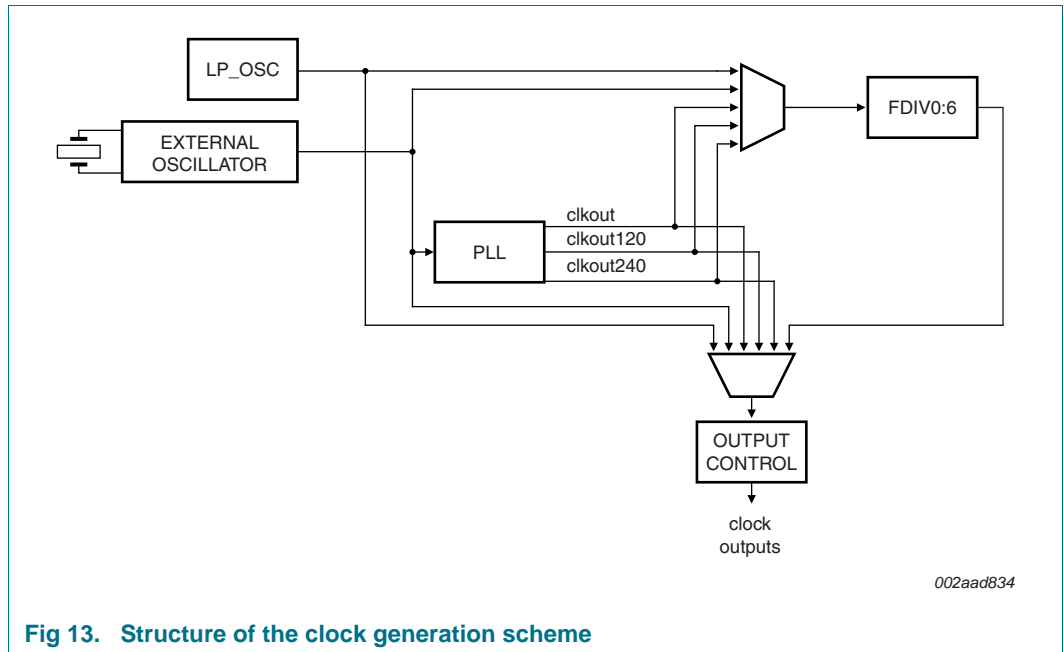 LP_OSC
EXTERNAL
OSCILLATOR
FDIV0:6
PLL
clkout
clkout120
clkout240
OUTPUT
CONTROL
clock
outputs
002aad834
Fig 13. Structure of the clock generation scheme